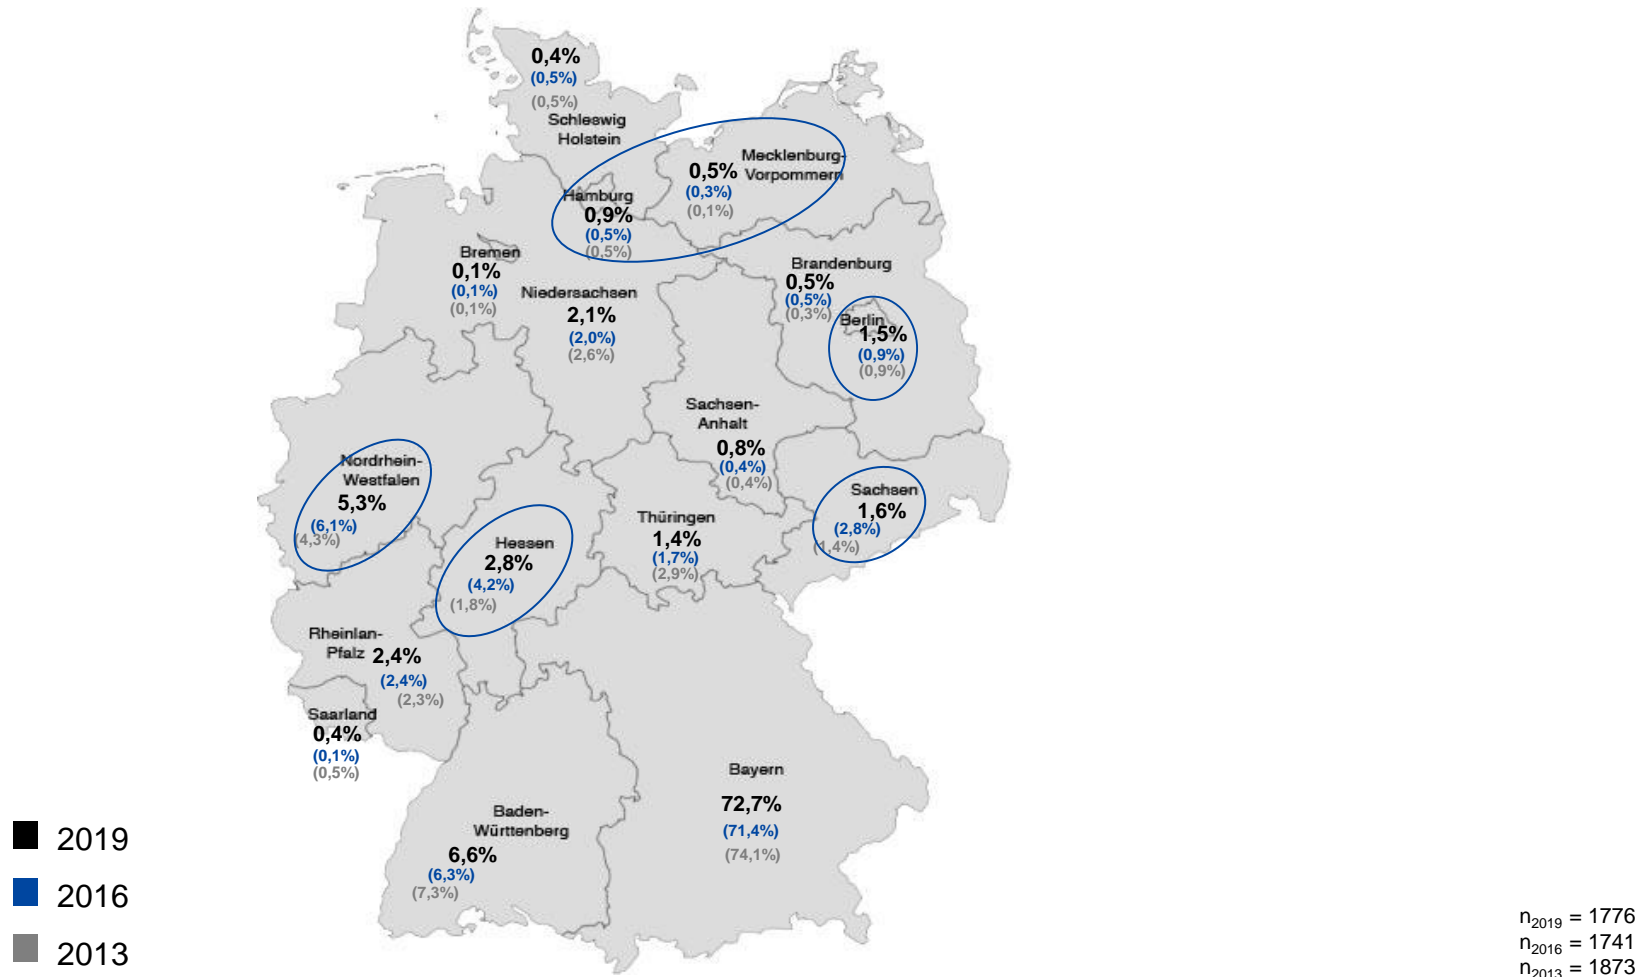 0,4%
(0,5%)
(0,5%)
Schleswig
Holstein
Mecklenburg-
Vorpommern
0,5%
(0,3%)
(0,1%)
Hamburg
0,9%
(0,5%)
(0,5%)
Bremen
0,1%
(0,1%)
(0,1%)
Niedersachsen
2,1%
(2,0%)
(2,6%)
Brandenburg
0,5%
(0,5%)
(0,3%)
Berlin
1,5%
(0,9%)
(0,9%)
Sachsen-
Anhalt
0,8%
(0,4%)
(0,4%)
Nordrhein-
Westfalen
5,3%
(6,1%)
(4,3%)
Hessen
2,8%
(4,2%)
(1,8%)
Thüringen
1,4%
(1,7%)
(2,9%)
Sachsen
1,6%
(2,8%)
(1,4%)
Rheinlan-
Pfalz 2,4%
(2,4%)
(2,3%)
Saarland
0,4%
(0,1%)
(0,5%)
Bayern
72,7%
(71,4%)
(74,1%)
Baden-
Württenberg
6,6%
(6,3%)
(7,3%)
2019
2016
2013
n2019 = 1776
n2016 = 1741
n2013 = 1873